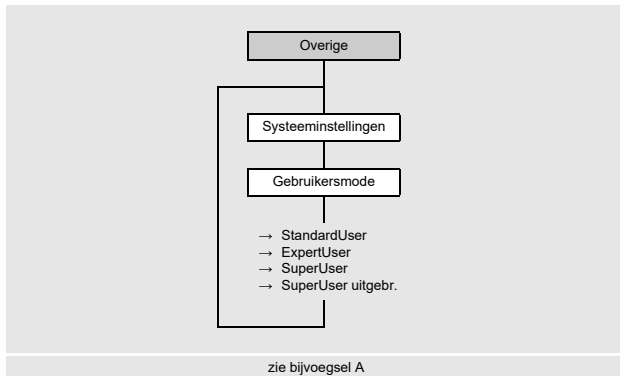 Overige
Systeeminstellingen
Gebruikersmode
→ StandardUser
→ ExpertUser
→ SuperUser
→ SuperUser uitgebr.
zie bijvoegsel A